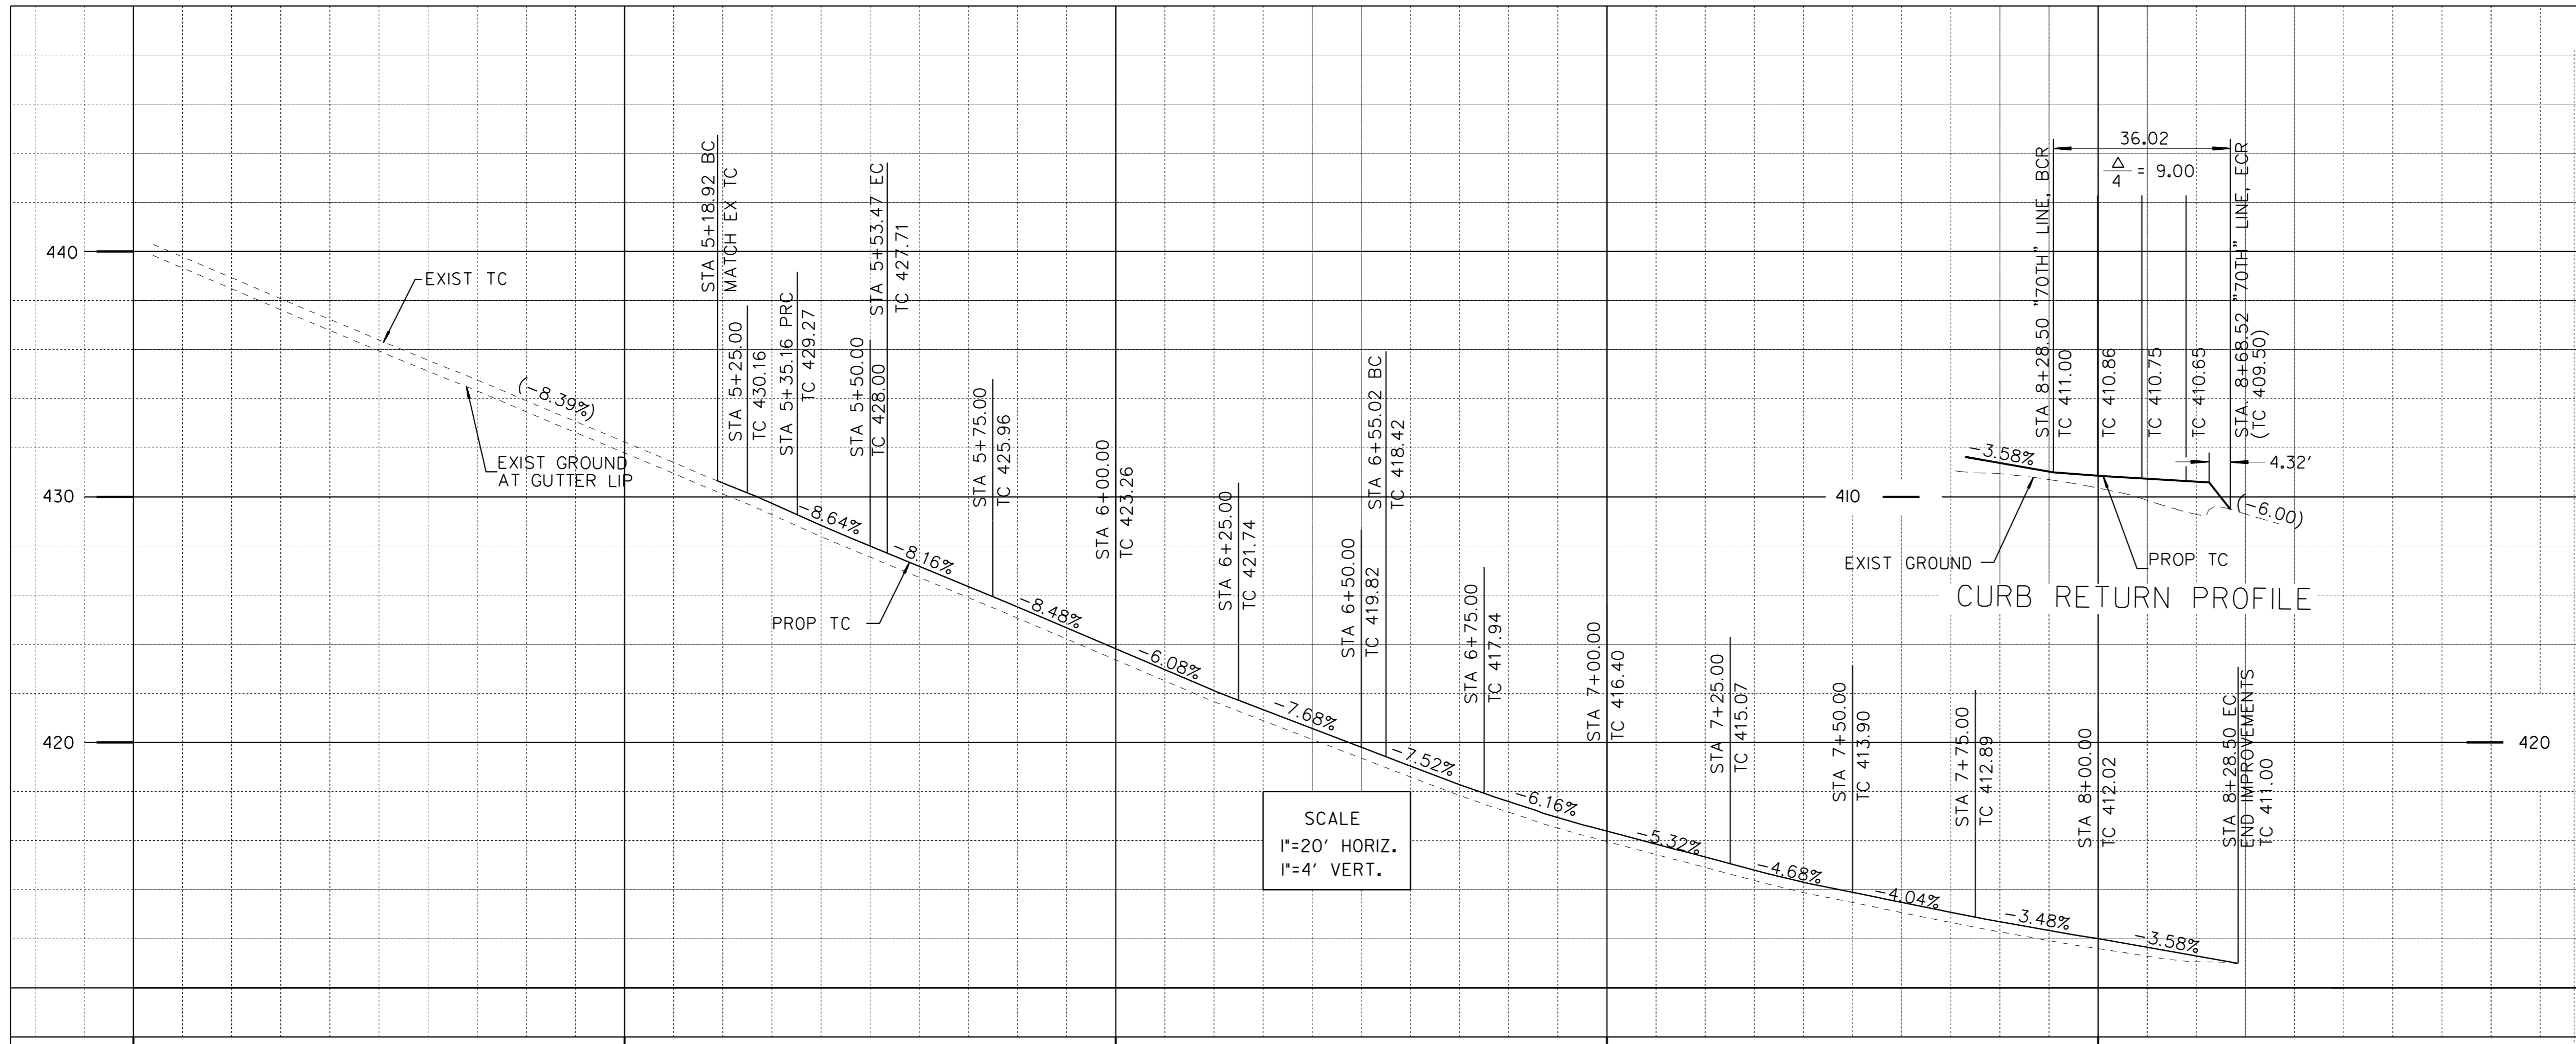 440
430
420
EXIST TC
(-8.39%)
EXIST GROUND
AT GUTTER LIP
STA 5+18.92 BC
MATCH EX TC
STA 5+25.00
TC 430.16
STA 5+35.16 PRC
TC 429.27
STA 5+50.00
TC 428.00
STA 5+53.47 EC
TC 427.71
STA 5+75.00
TC 425.96
STA 6+00.00
TC 423.26
STA 6+25.00
TC 421.74
STA 6+50.00
TC 419.82
STA 6+55.02 BC
TC 418.42
STA 6+75.00
TC 417.94
STA 7+00.00
TC 416.40
STA 7+25.00
TC 415.07
STA 7+50.00
TC 413.90
STA 7+75.00
TC 412.89
STA 8+00.00
TC 412.02
STA 8+28.50 EC
END IMPROVEMENTS
TC 411.00
-8.64%
-8.16%
-8.48%
-6.08%
-7.68%
-7.52%
-6.16%
-5.32%
-4.68%
-4.04%
-3.48%
-3.58%
PROP TC
SCALE
1"=20' HORIZ.
1"=4' VERT.
36.02
Δ/4 = 9.00
STA 8+28.50 "70TH" LINE, BCR
TC 411.00
TC 410.86
TC 410.75
TC 410.65
STA. 8+68.52 "70TH" LINE, ECR
(TC 409.50)
-3.58%
4.32'
410
(-6.00)
EXIST GROUND
PROP TC
CURB RETURN PROFILE
420